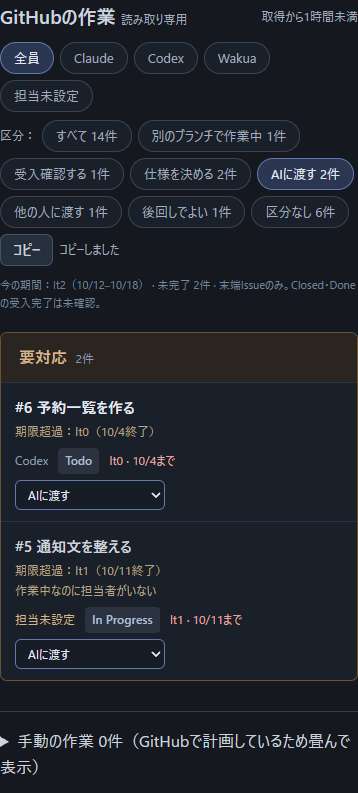 GitHubの作業 読み取り専用 取得から1時間未満
全員 Claude Codex Wakua
担当未設定
区分： すべて 14件 別のブランチで作業中 1件
受入確認する 1件 仕様を決める 2件 AIに渡す 2件
他の人に渡す 1件 後回しでよい 1件 区分なし 6件
コピー コピーしました
今の期間：It2（10/12–10/18） · 未完了 2件 · 末端Issueのみ。Closed・Done
の受入完了は未確認。
要対応 2件
#6 予約一覧を作る
期限超過：It0（10/4終了）
Codex Todo It0 · 10/4まで
AIに渡す
#5 通知文を整える
期限超過：It1（10/11終了）
作業中なのに担当者がいない
担当未設定 In Progress It1 · 10/11まで
AIに渡す
▶ 手動の作業 0件（GitHubで計画しているため畳んで
表示）